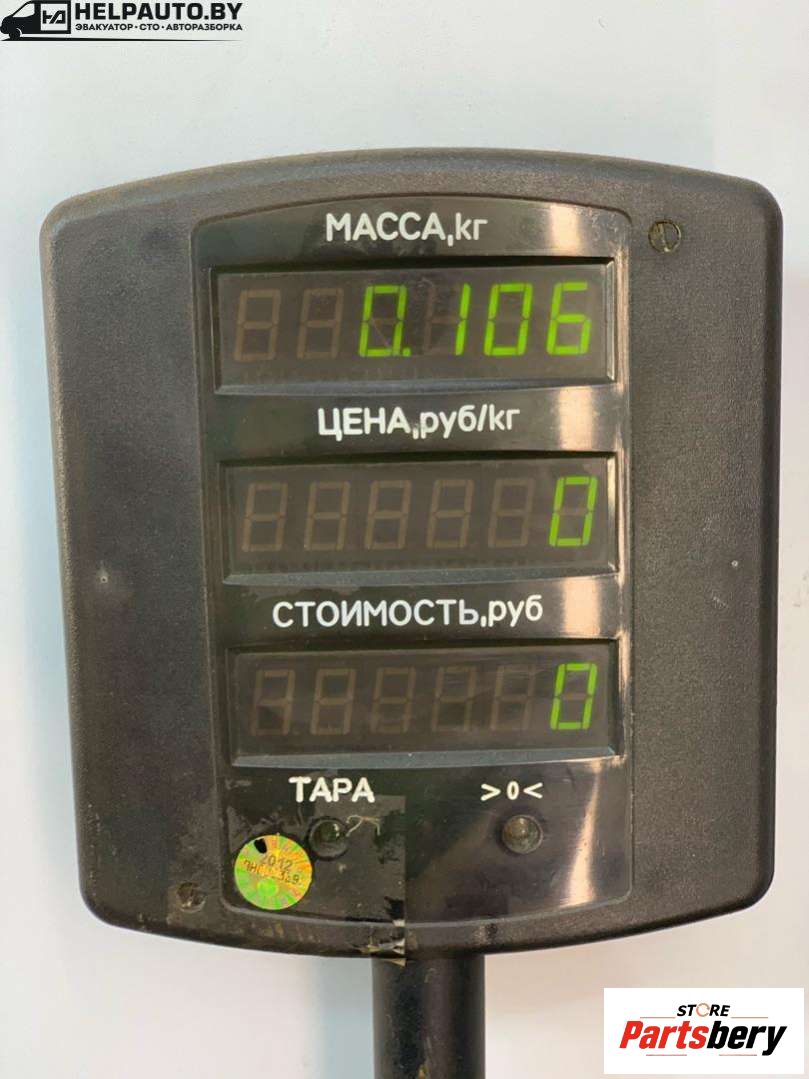 HELPAUTO.BY
ЭВАКУАТОР • СТО • АВТОРАЗБОРКА
МАССА,кг
0.106
ЦЕНА,руб/кг
0
СТОИМОСТЬ,руб
0
ТАРА >0<
2012
STORE
Partsbery